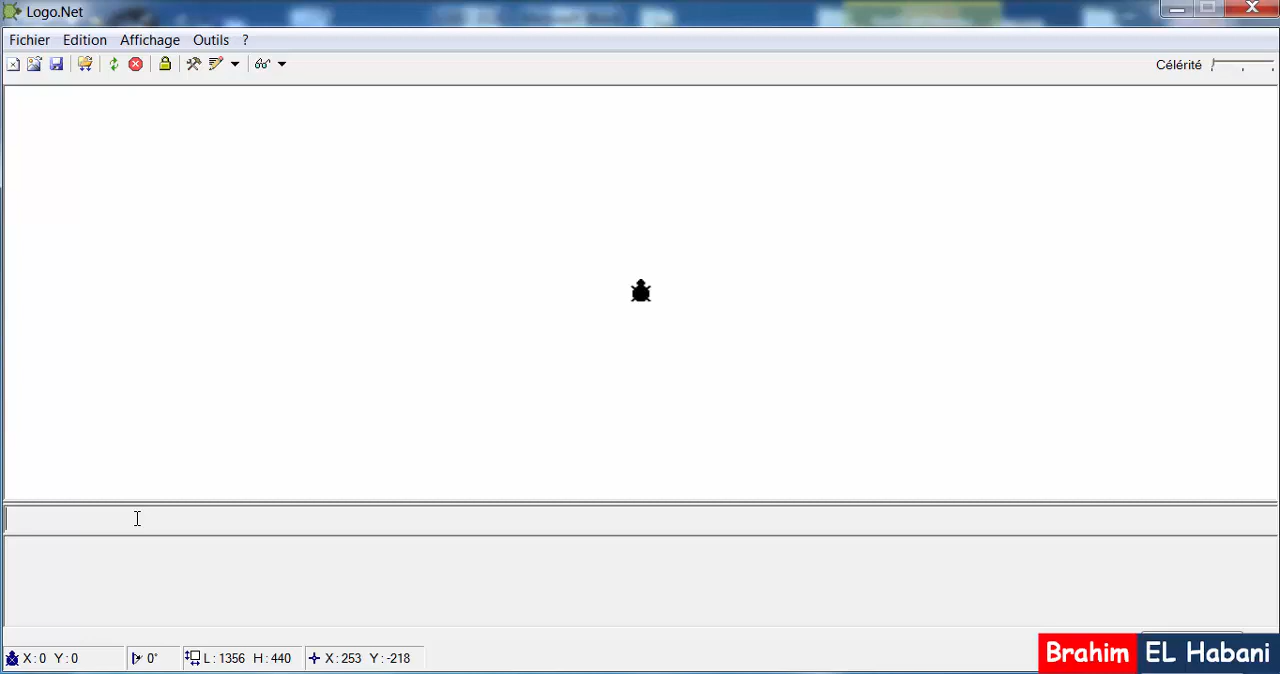 Logo.Net
Fichier Edition Affichage Outils ?
Célérité
X: 0 Y: 0 0° L: 1356 H: 440 X: 253 Y: -218
Brahim EL Habani